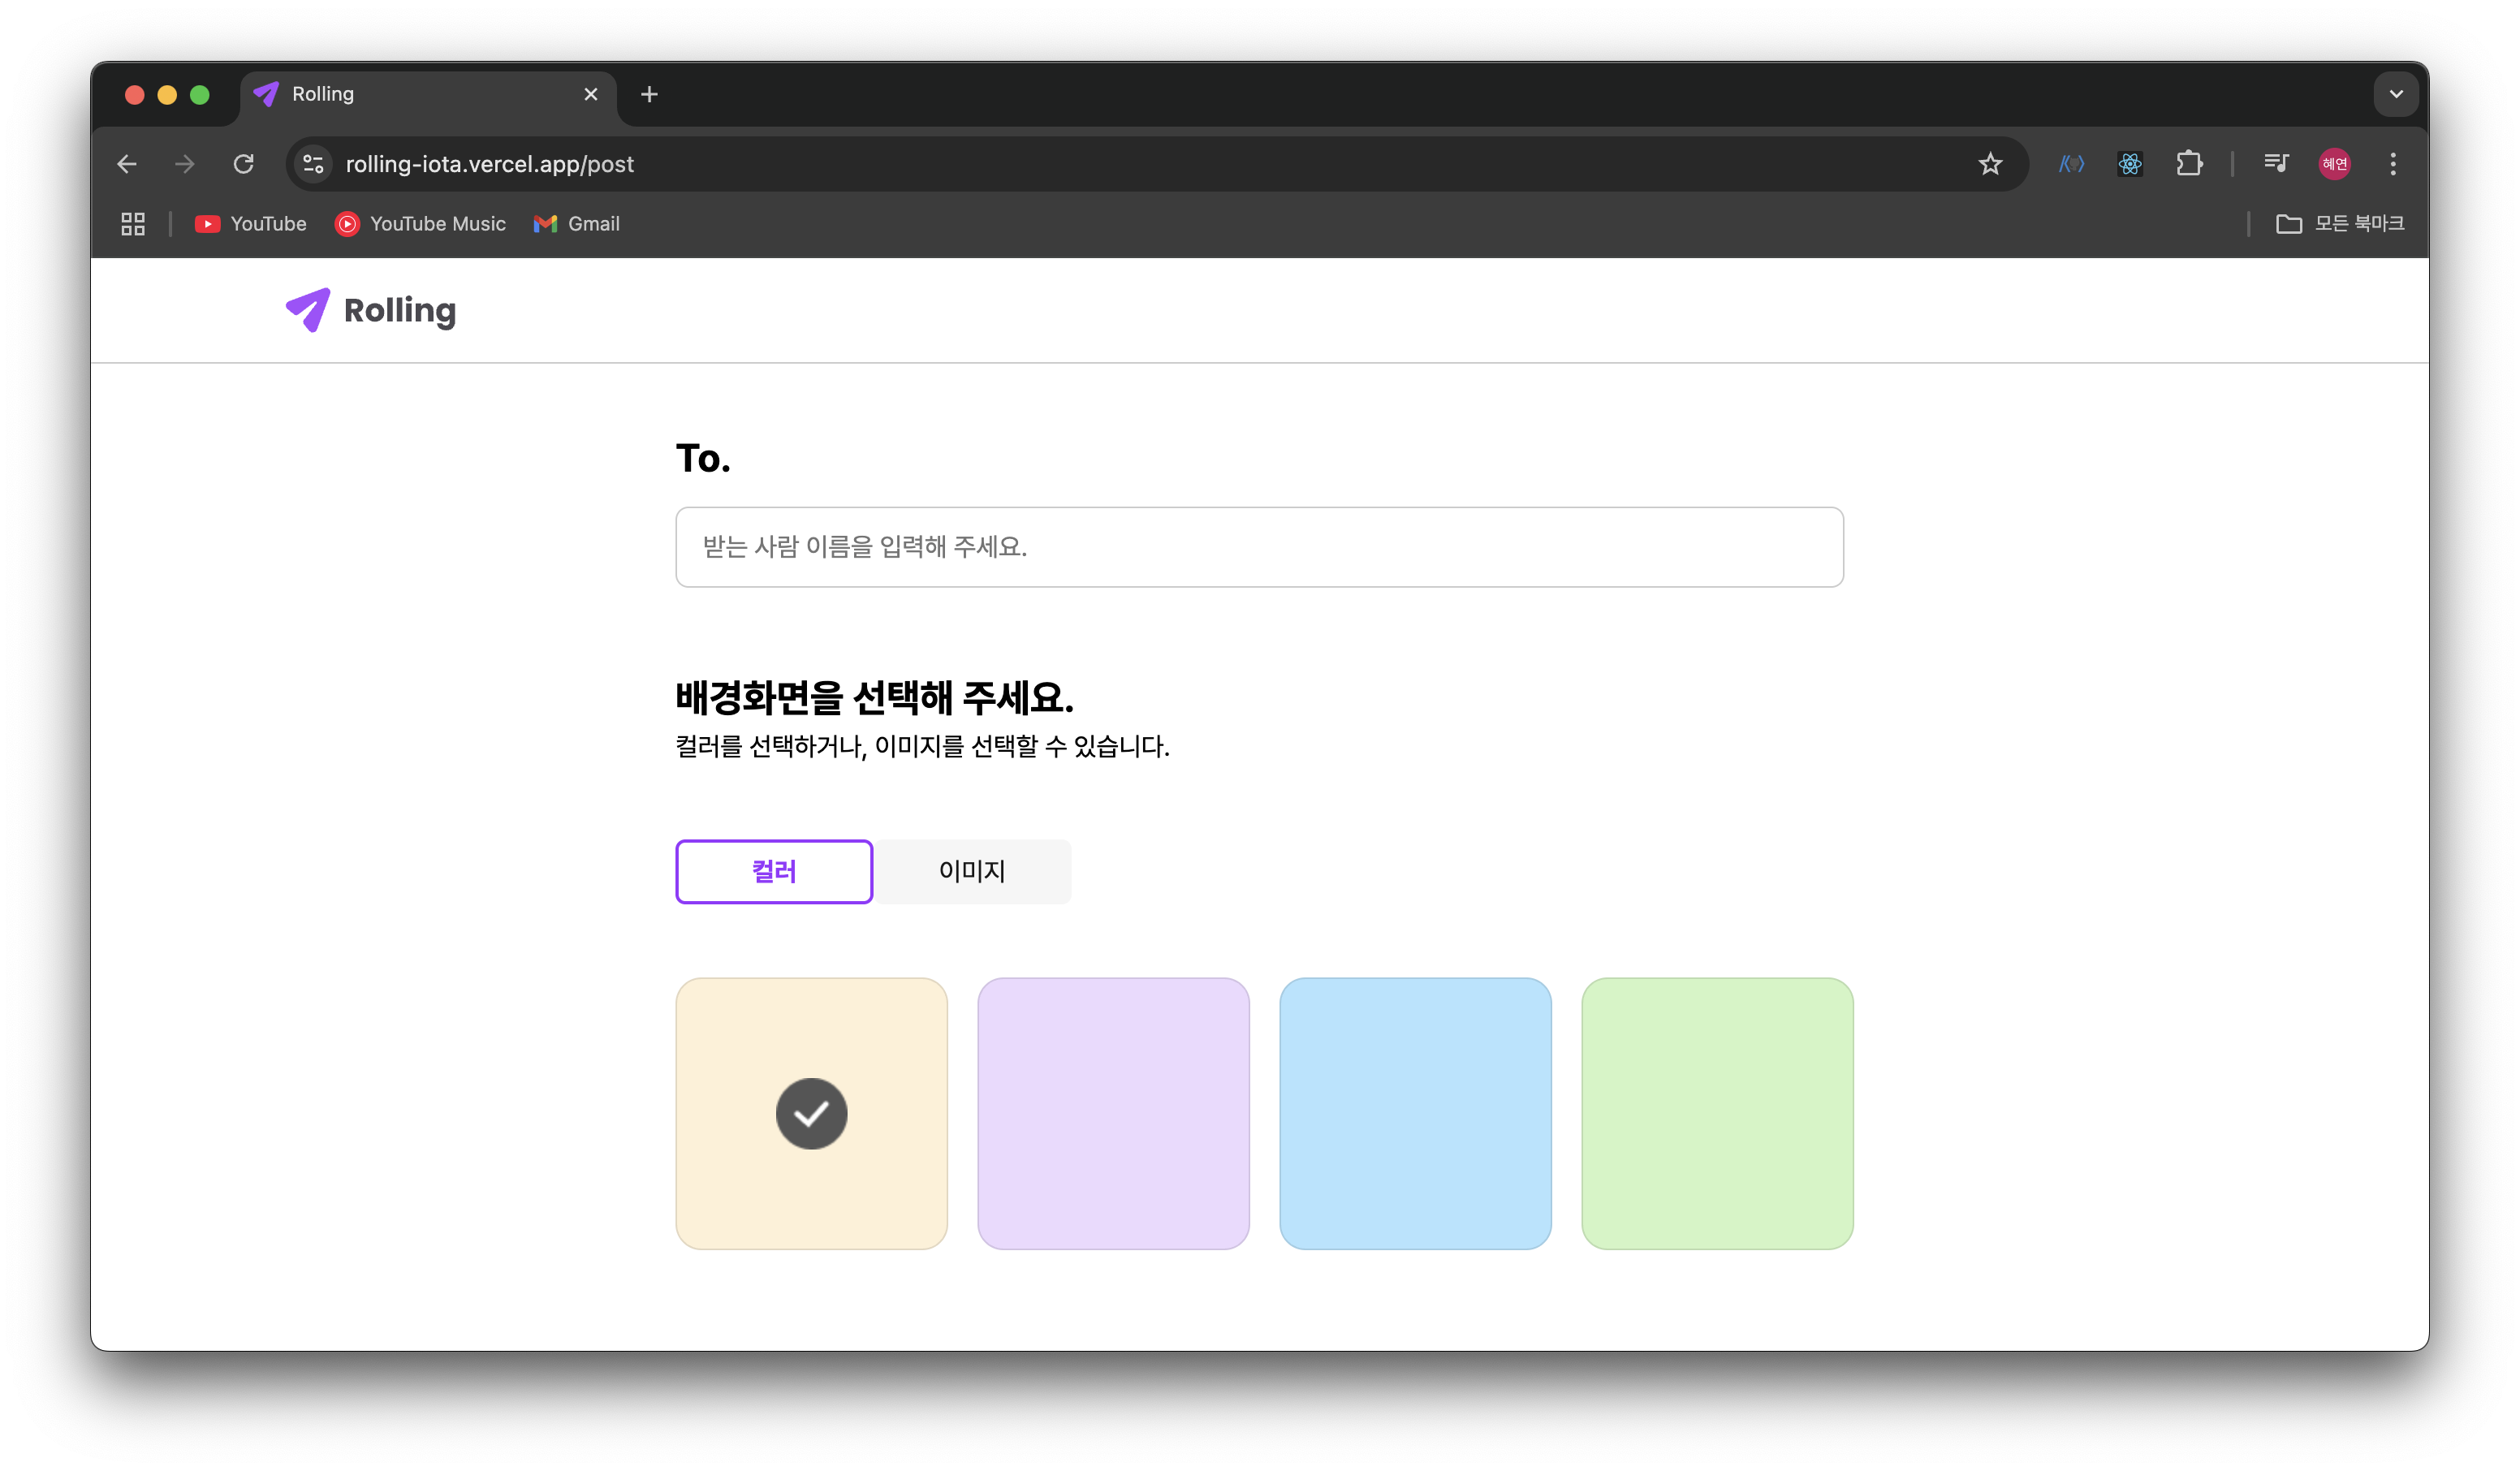 Rolling
rolling-iota.vercel.app/post
혜연
YouTube
YouTube Music
Gmail
모든 북마크
Rolling
To.
받는 사람 이름을 입력해 주세요.
배경화면을 선택해 주세요.
컬러를 선택하거나, 이미지를 선택할 수 있습니다.
컬러
이미지